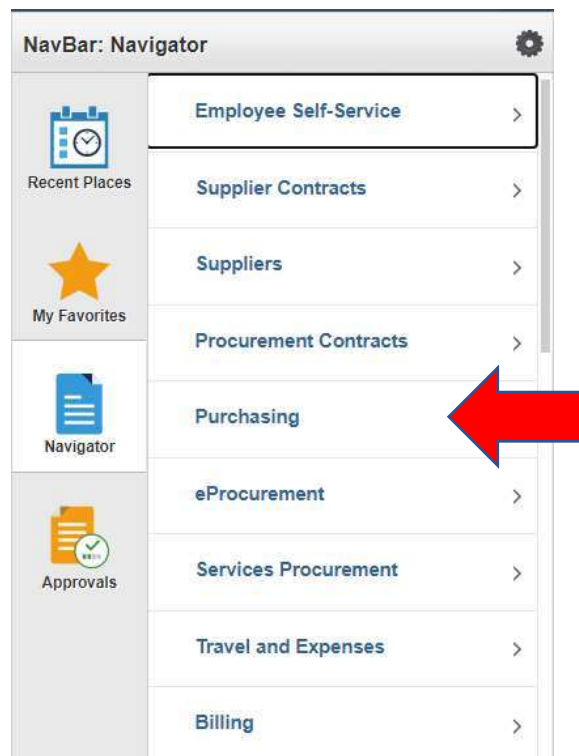 NavBar: Navigator
Recent Places
My Favorites
Navigator
Approvals
Employee Self-Service
Supplier Contracts
Suppliers
Procurement Contracts
Purchasing
eProcurement
Services Procurement
Travel and Expenses
Billing